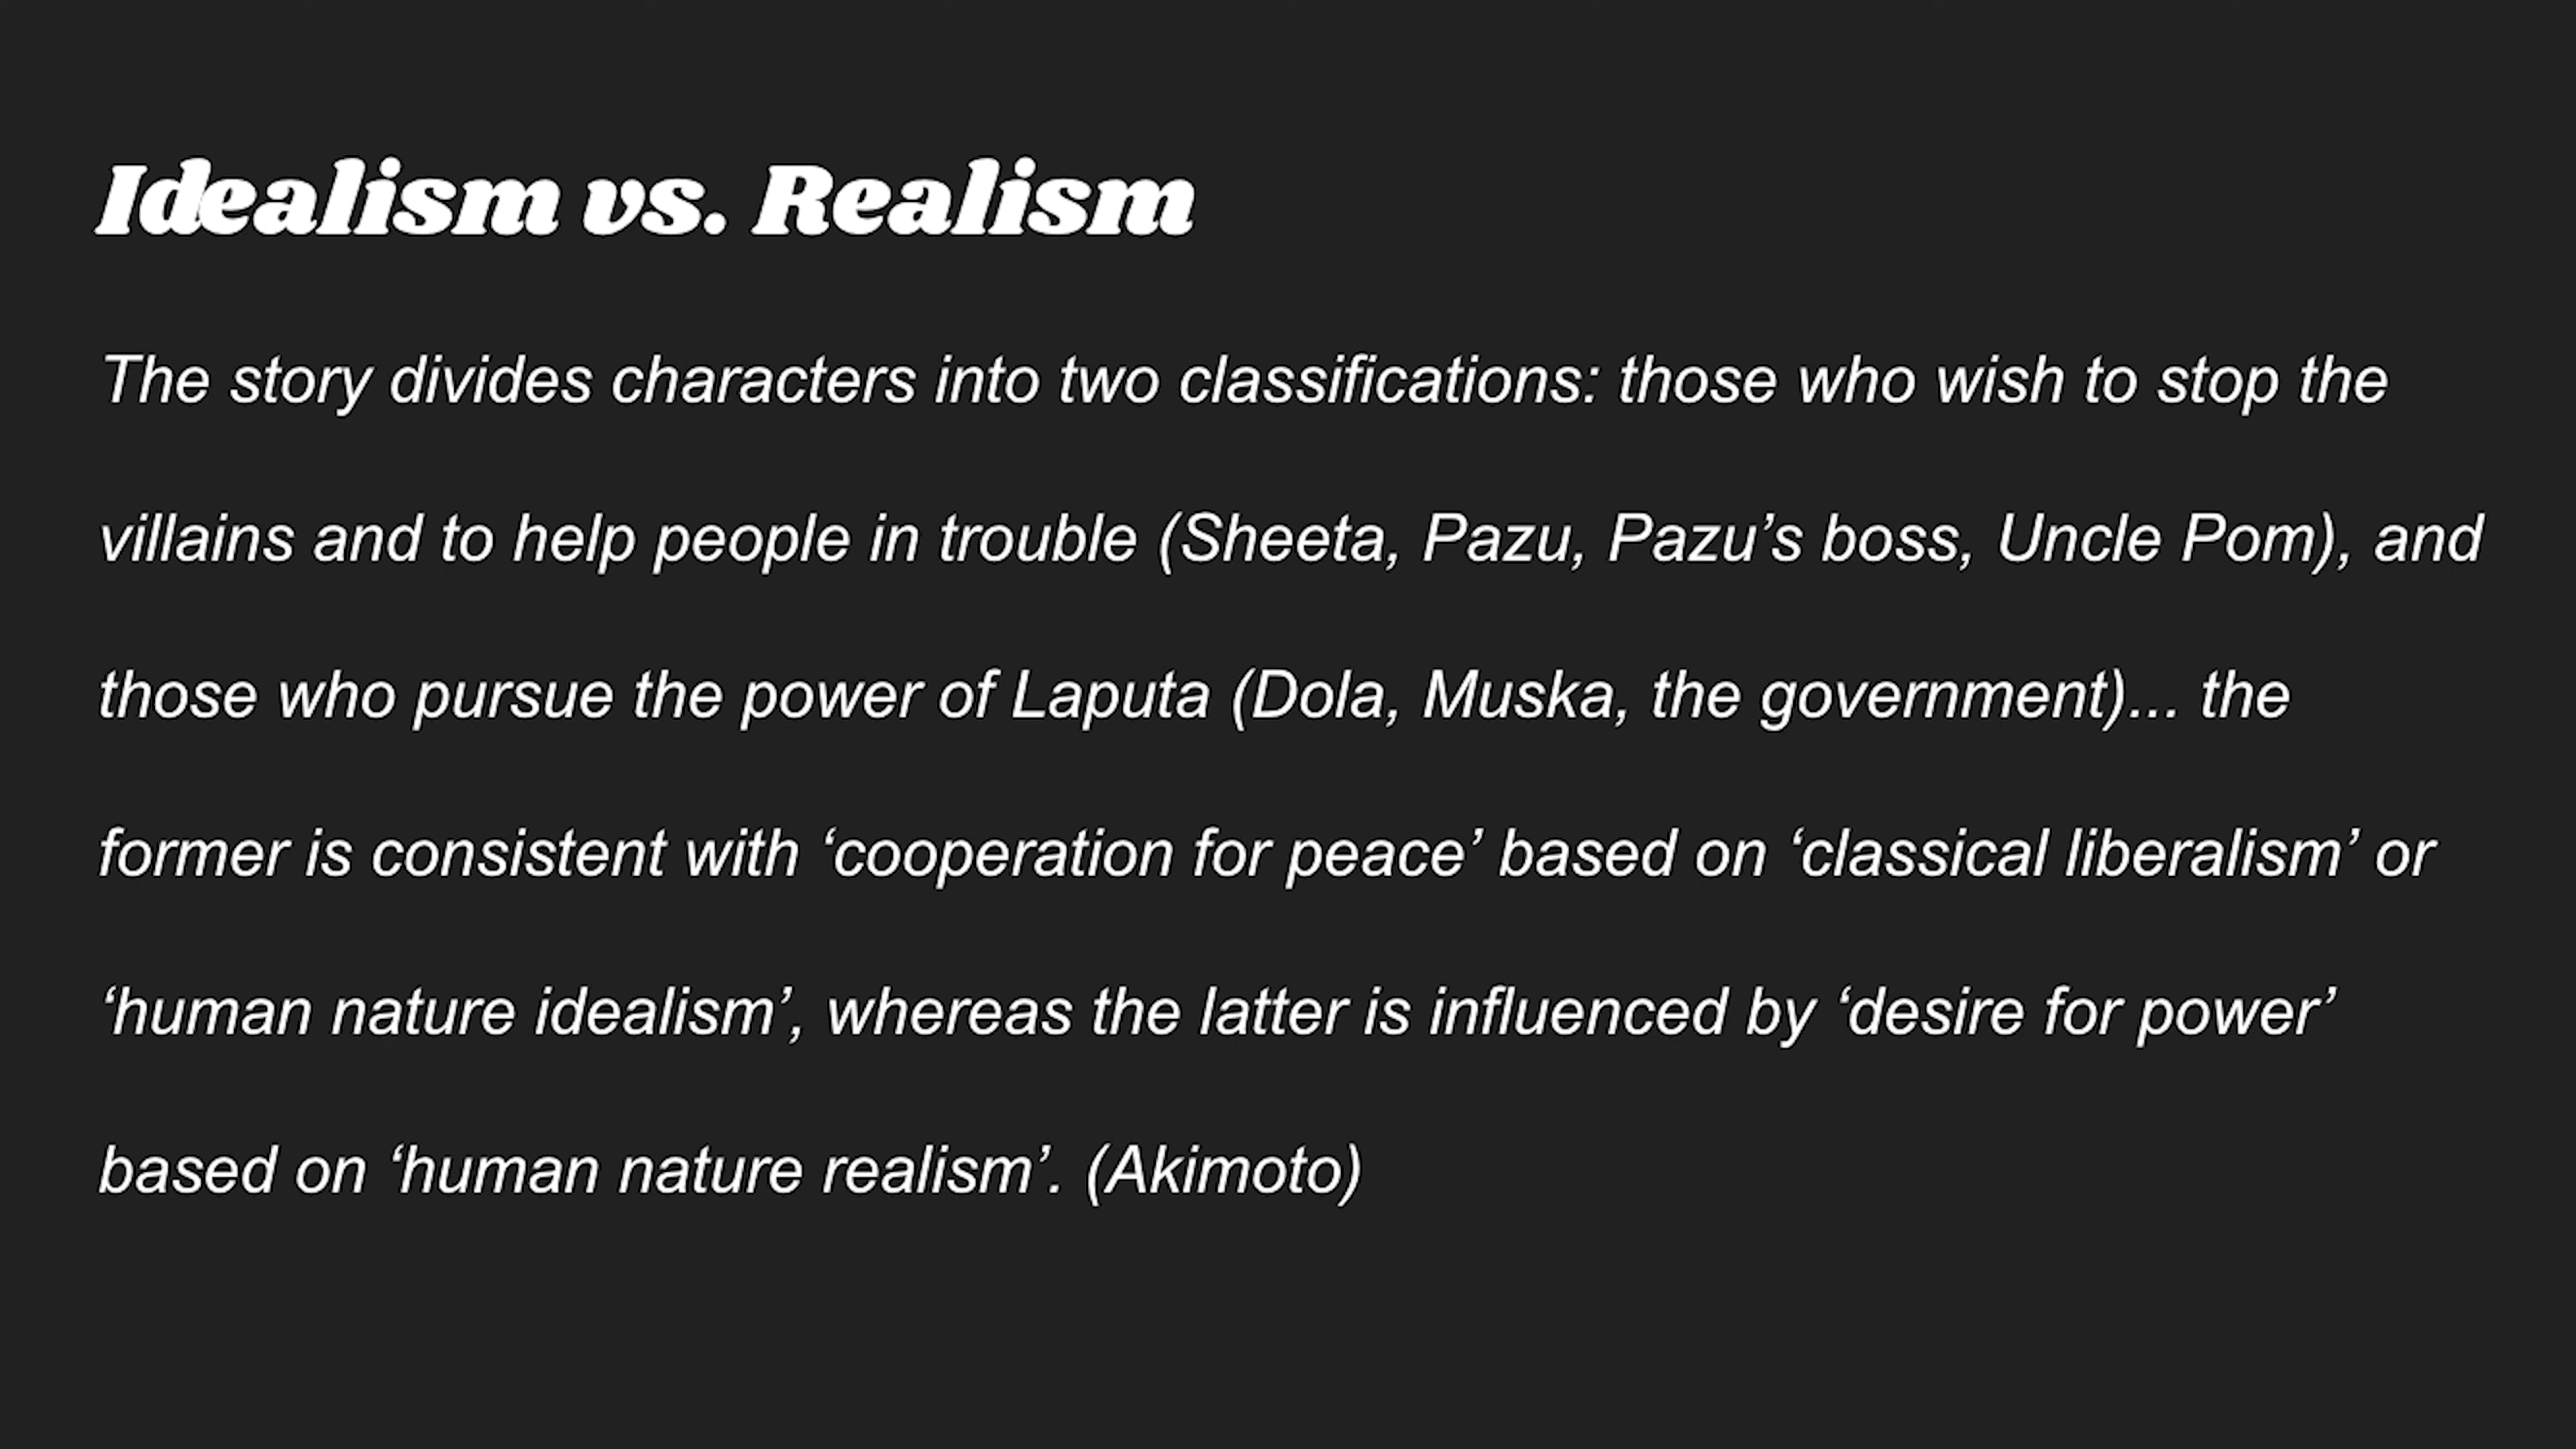 Idealism vs. Realism
The story divides characters into two classifications: those who wish to stop the
villains and to help people in trouble (Sheeta, Pazu, Pazu’s boss, Uncle Pom), and
those who pursue the power of Laputa (Dola, Muska, the government)... the
former is consistent with ‘cooperation for peace’ based on ‘classical liberalism’ or
‘human nature idealism’, whereas the latter is influenced by ‘desire for power’
based on ‘human nature realism’. (Akimoto)